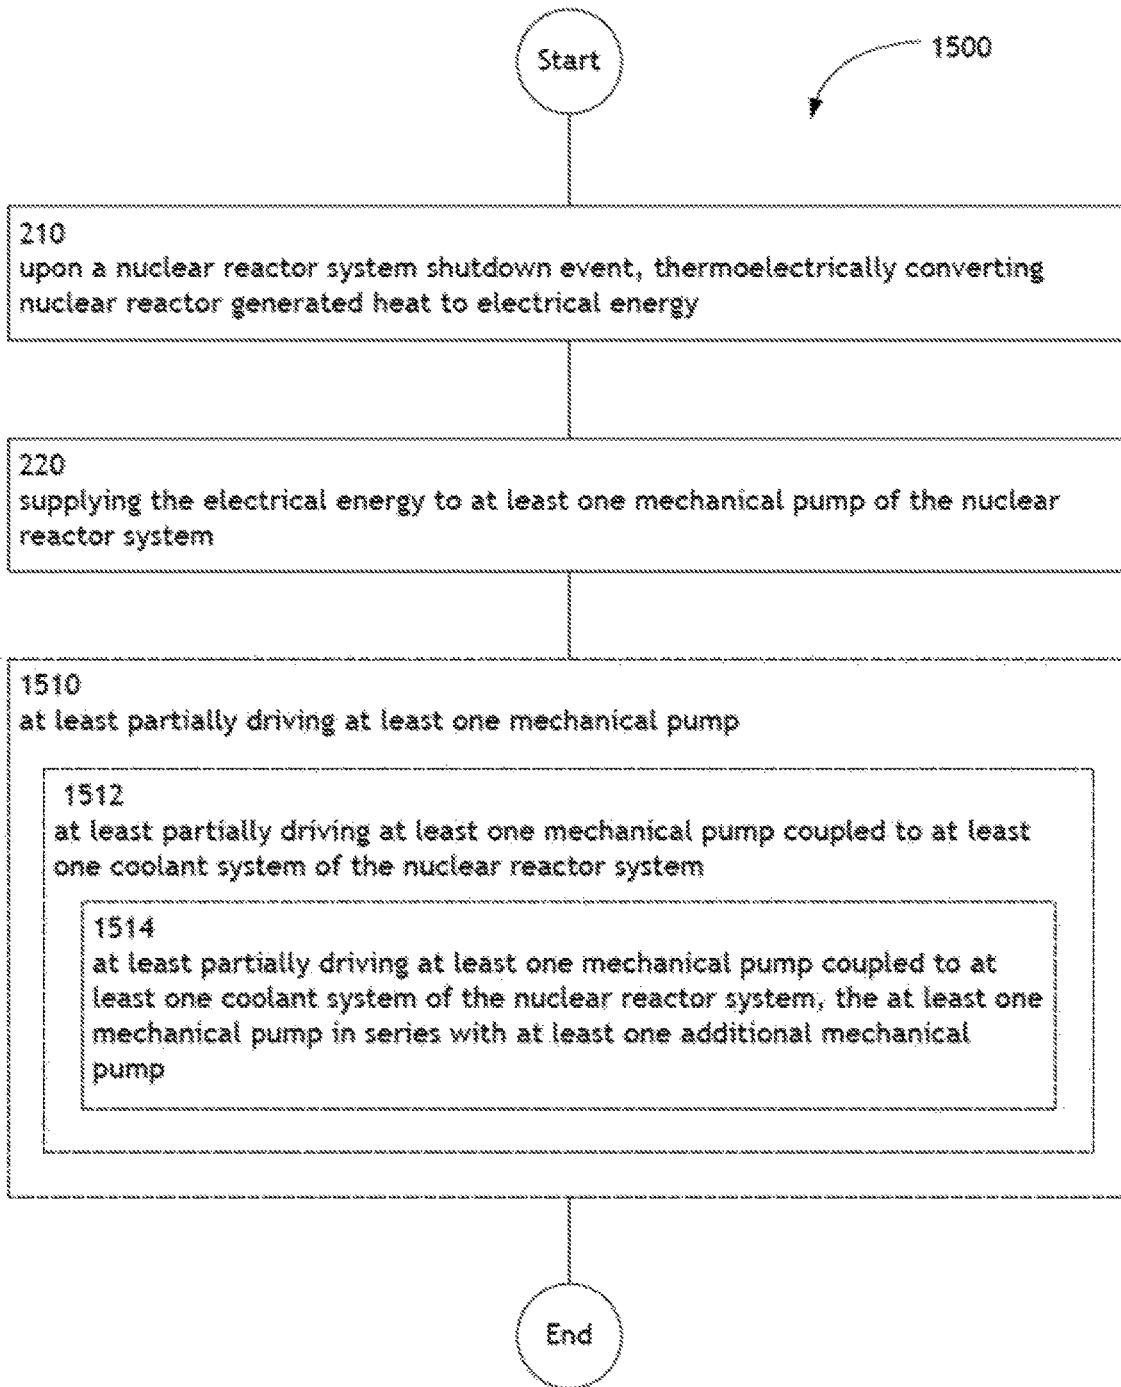 Start
1500
210
upon a nuclear reactor system shutdown event, thermoelectrically converting
nuclear reactor generated heat to electrical energy
220
supplying the electrical energy to at least one mechanical pump of the nuclear
reactor system
1510
at least partially driving at least one mechanical pump
1512
at least partially driving at least one mechanical pump coupled to at least
one coolant system of the nuclear reactor system
1514
at least partially driving at least one mechanical pump coupled to at
least one coolant system of the nuclear reactor system, the at least one
mechanical pump in series with at least one additional mechanical
pump
End